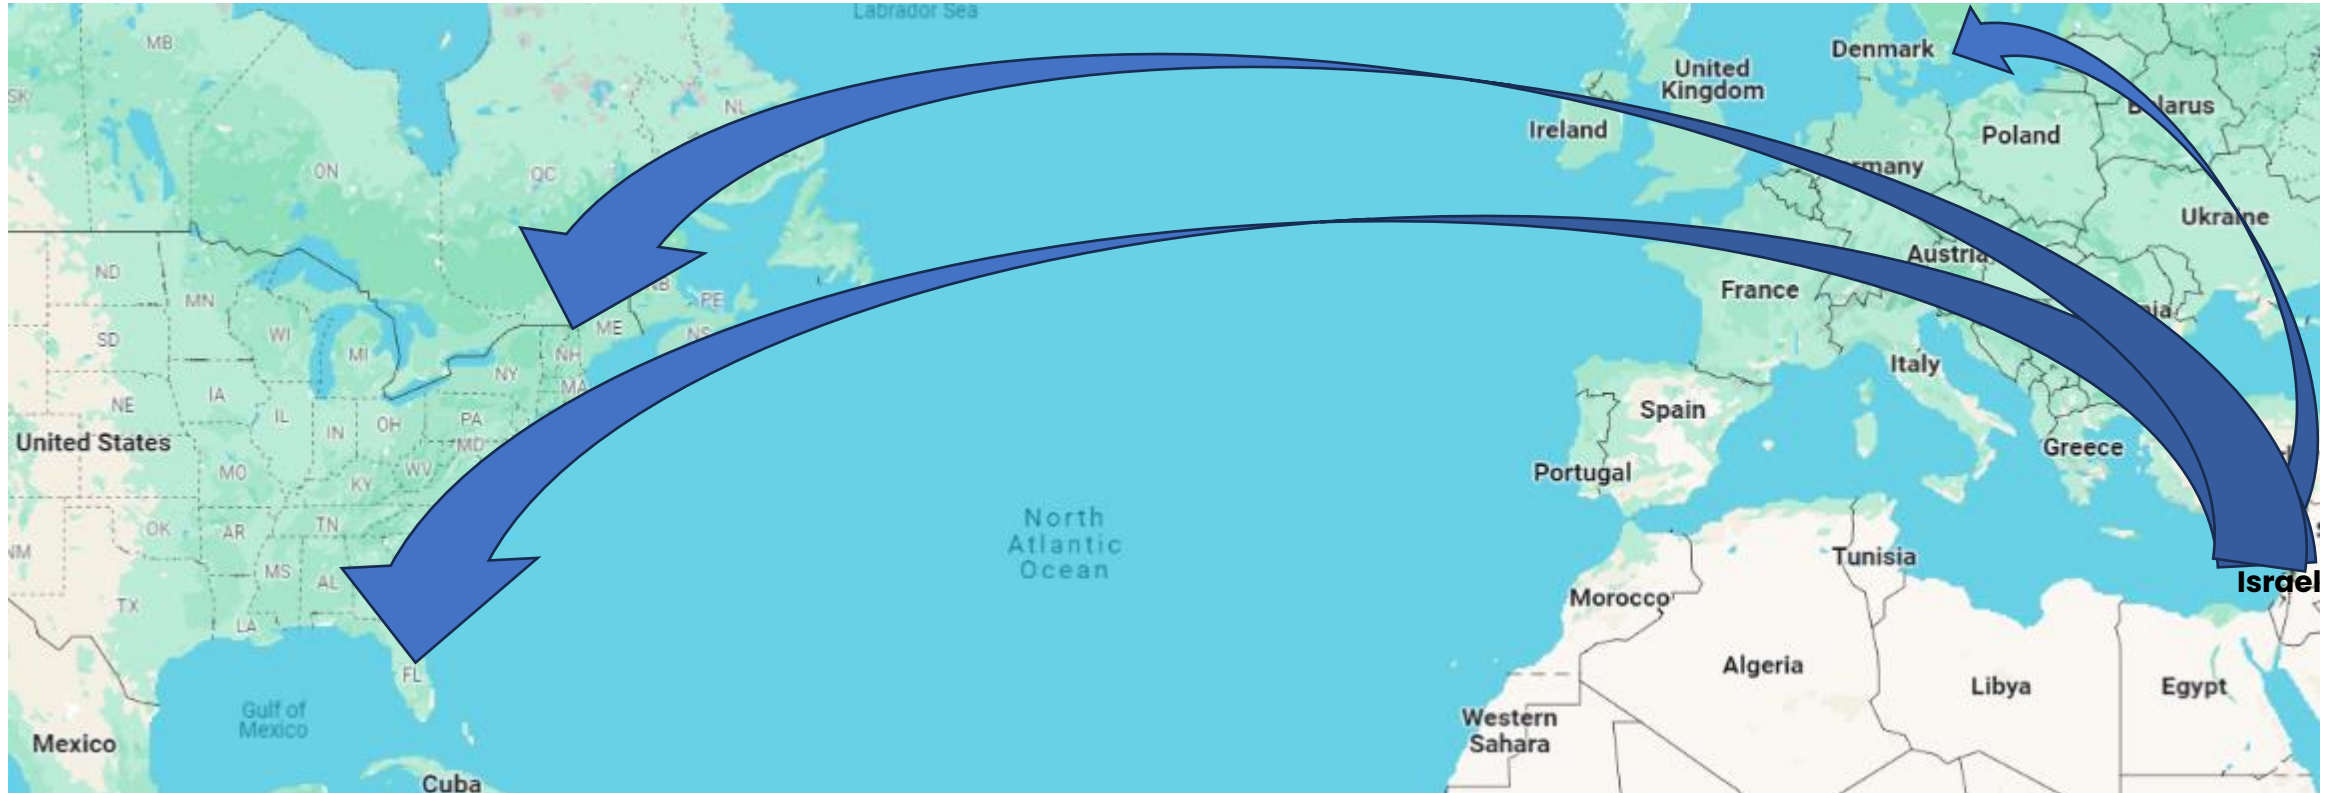 Labrador Sea
MB
Denmark
United
Kingdom
SK
NL
Ireland
Poland
ON
QC
Ukraine
Austria
ND
MN
PE
France
ME
WI
SD
MI
NH
Italy
NY
MA
IA
NE
IL
Spain
PA
OH
IN
United States
MD
Greece
WV
MO
Portugal
KY
North
Atlantic
Ocean
TN
OK
AR
NM
Tunisia
MS
AL
Israel
Morocco
TX
LA
Algeria
FL
Libya
Egypt
Gulf of
Mexico
Western
Sahara
Mexico
Cuba